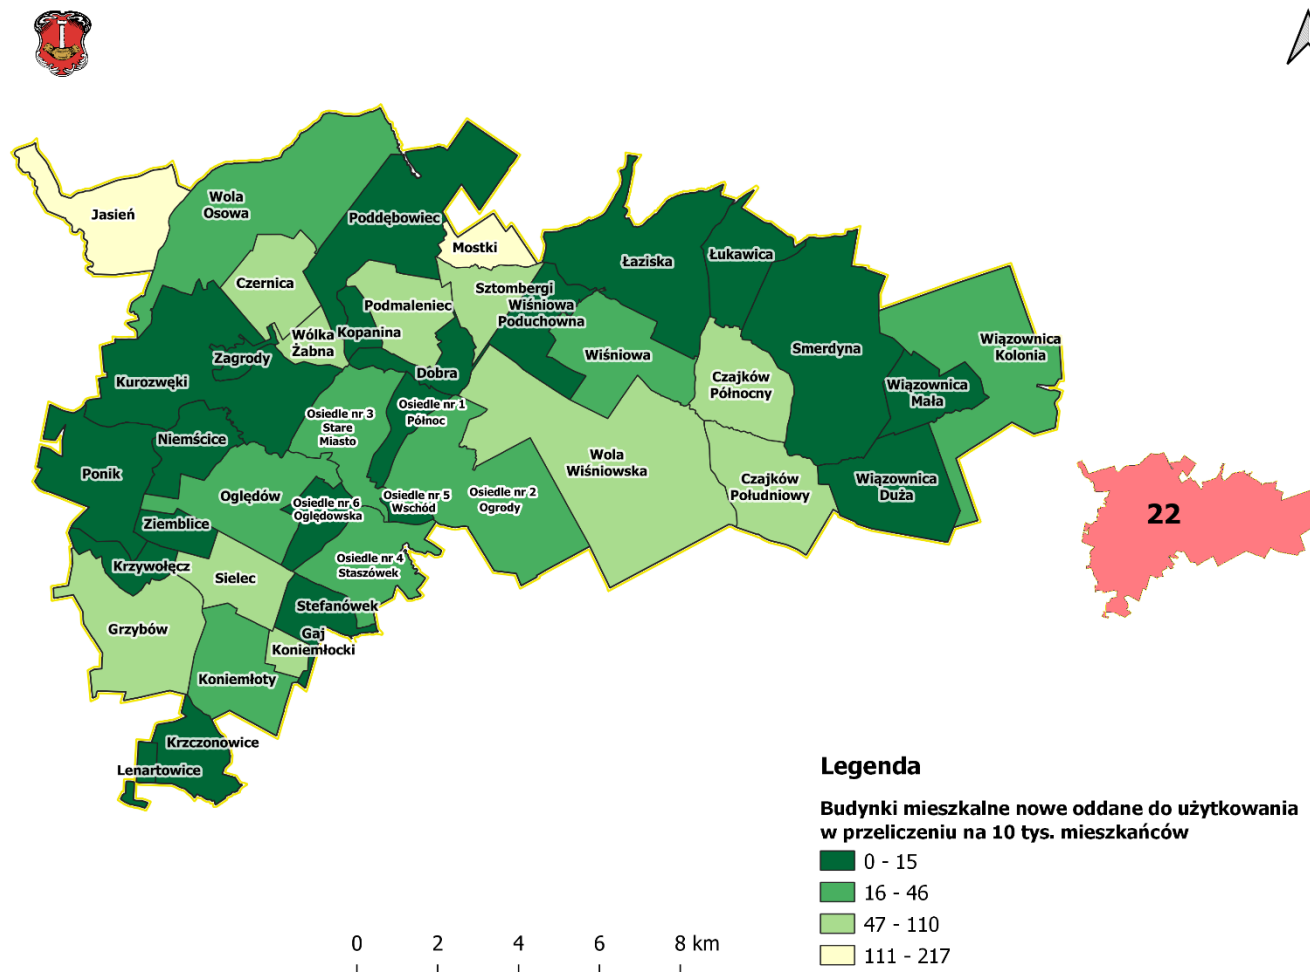 Jasień
Wola
Osowa
Poddębowiec
Mostki
Łaziska
Łukawica
Czernica
Sztombergi
Podmaleniec
Wiśniowa
Poduchowna
Kopanina
Wólka
Żabna
Zagrody
Kurozwęki
Dobra
Wiśniowa
Smerdyna
Wiązownica
Kolonia
Czajków
Północny
Wiązownica
Mała
Osiedle nr 1
Północ
Osiedle nr 3
Stare
Miasto
Niemścice
Ponik
Wola
Wiśniowska
Oględów
Osiedle nr 5
Wschód
Osiedle nr 2
Ogrody
Czajków
Południowy
Wiązownica
Duża
Osiedle nr 6
Oględowska
Ziemblice
Krzywołęcz
Sielec
Osiedle nr 4
Staszówek
Stefanówek
Grzybów
Gaj
Koniemłocki
Koniemłoty
Krzczonowice
Lenartowice
22
Legenda
Budynki mieszkalne nowe oddane do użytkowania
w przeliczeniu na 10 tys. mieszkańców
0 - 15
16 - 46
47 - 110
111 - 217
0 2 4 6 8 km